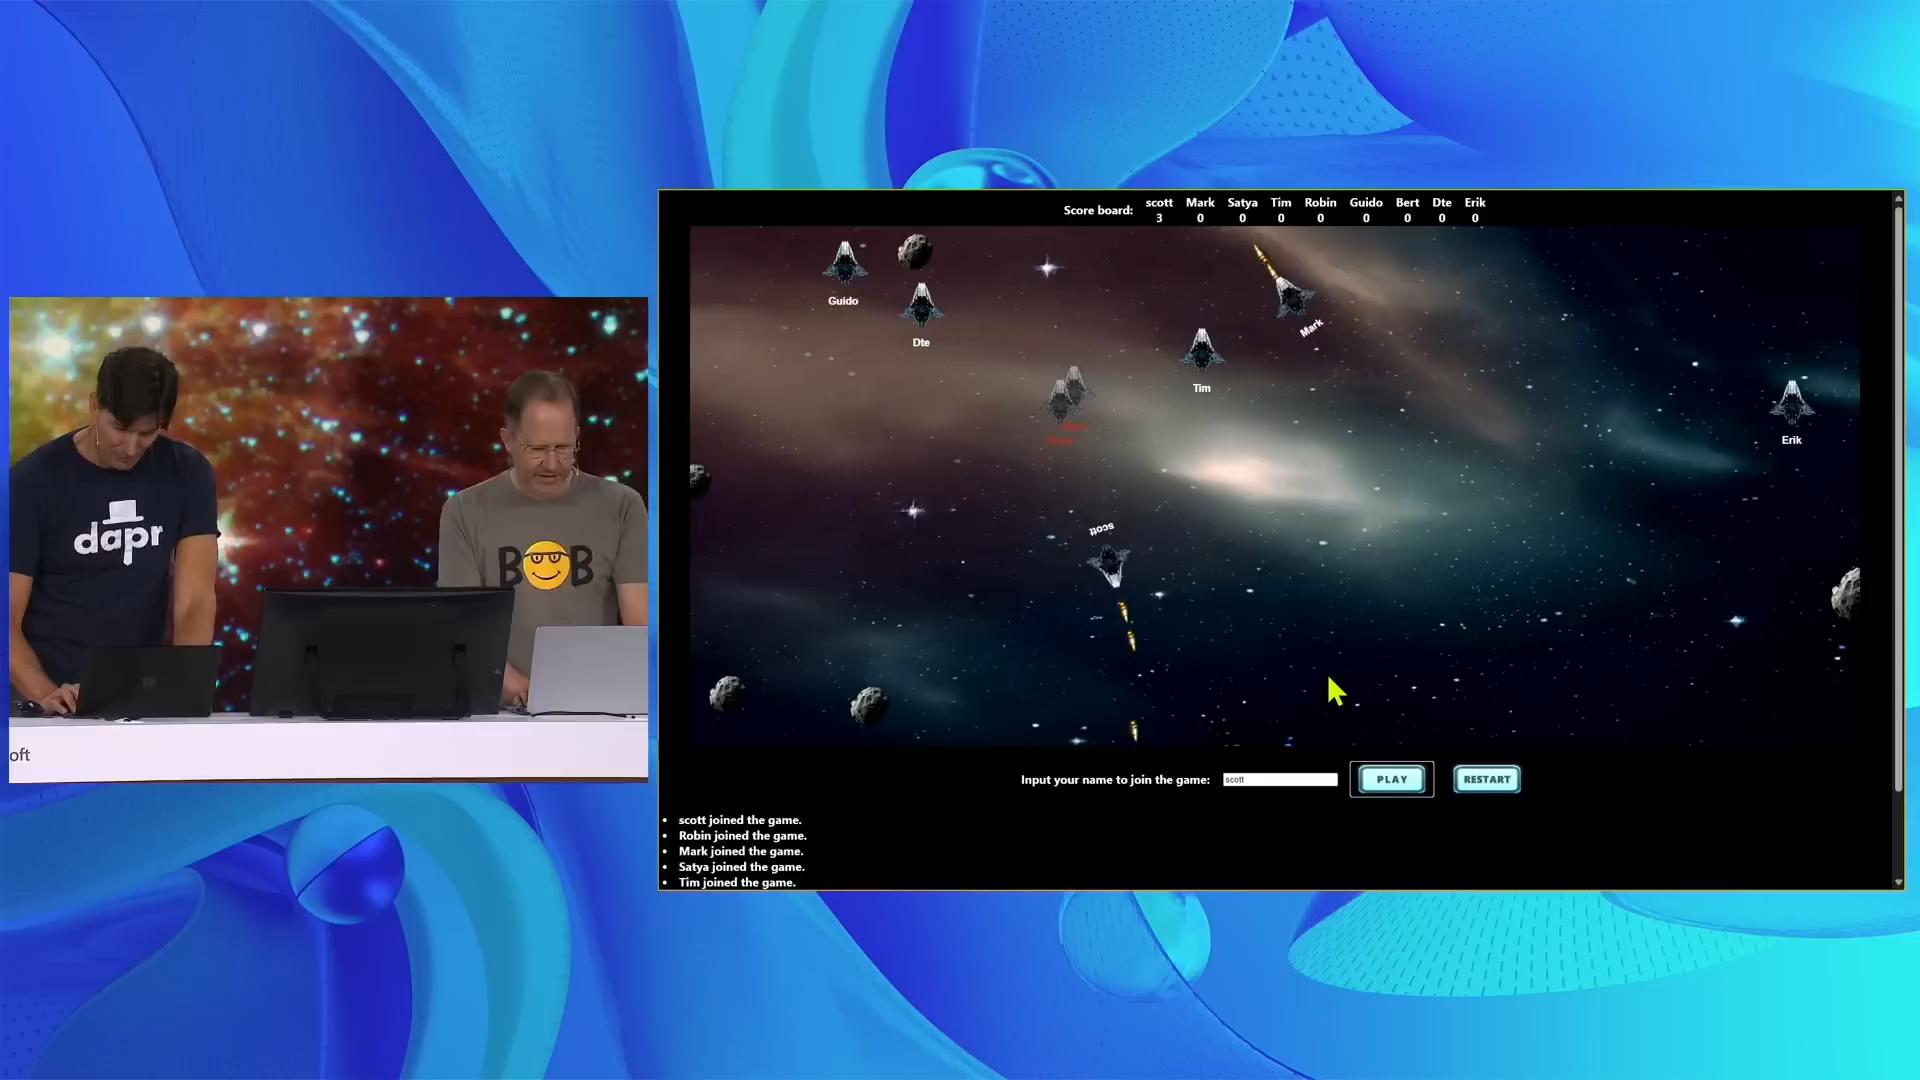 dapr
BOB
oft
Score board:
scott Mark Satya Tim Robin Guido Bert Dte Erik
3 0 0 0 0 0 0 0 0
Guido
Dte
Mark
Tim
Erik
scott
Input your name to join the game: scott PLAY RESTART
• scott joined the game.
• Robin joined the game.
• Mark joined the game.
• Satya joined the game.
• Tim joined the game.